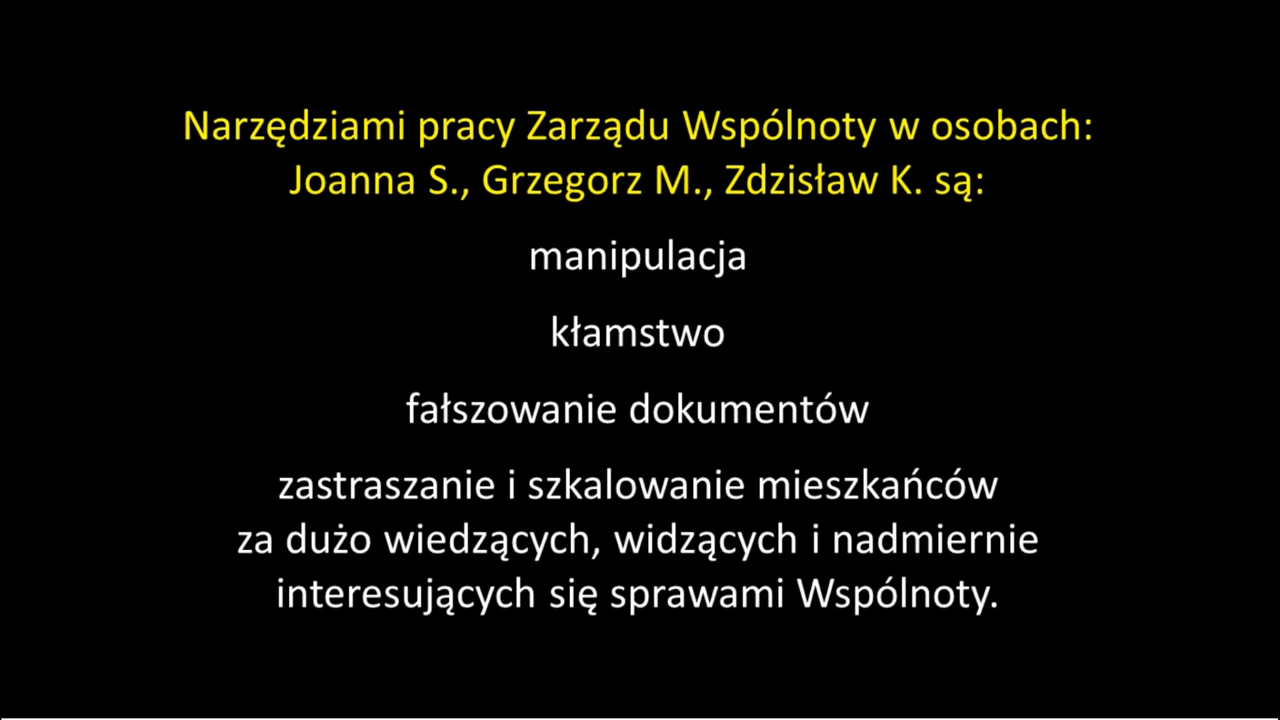 Narzędziami pracy Zarządu Wspólnoty w osobach:
Joanna S., Grzegorz M., Zdzisław K. są:
manipulacja
kłamstwo
fałszowanie dokumentów
zastraszanie i szkalowanie mieszkańców
za dużo wiedzących, widzących i nadmiernie
interesujących się sprawami Wspólnoty.